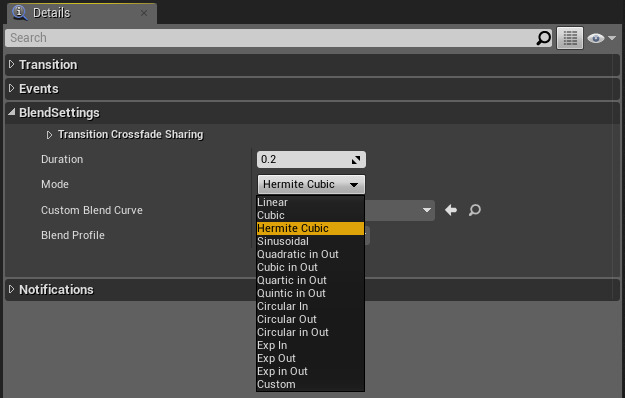 Details
Search
Transition
Events
BlendSettings
Transition Crossfade Sharing
Duration 0.2
Mode Hermite Cubic
Custom Blend Curve
Blend Profile
Linear
Cubic
Hermite Cubic
Sinusoidal
Quadratic in Out
Cubic in Out
Quartic in Out
Quintic in Out
Circular In
Circular Out
Circular in Out
Exp In
Exp Out
Exp in Out
Custom
Notifications